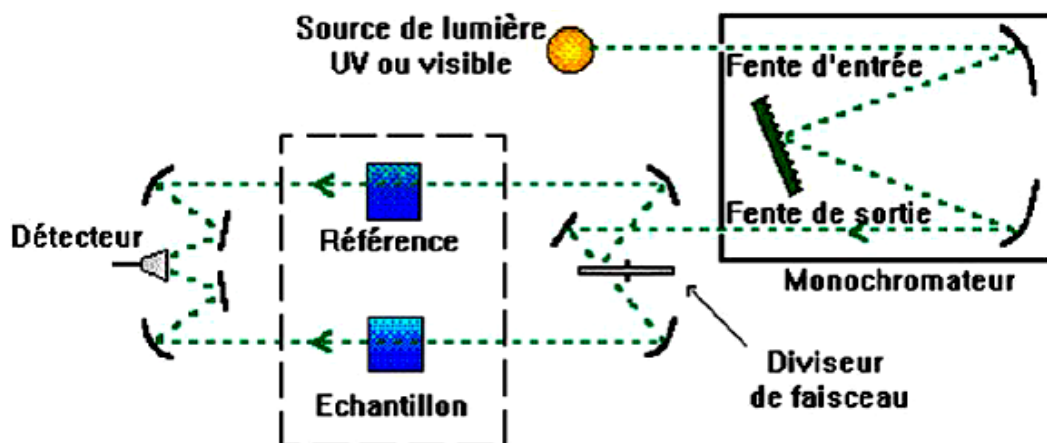 Source de lumière
UV ou visible
Fente d'entrée
Fente de sortie
Monochromateur
Détecteur
Référence
Echantillon
Diviseur
de faisceau